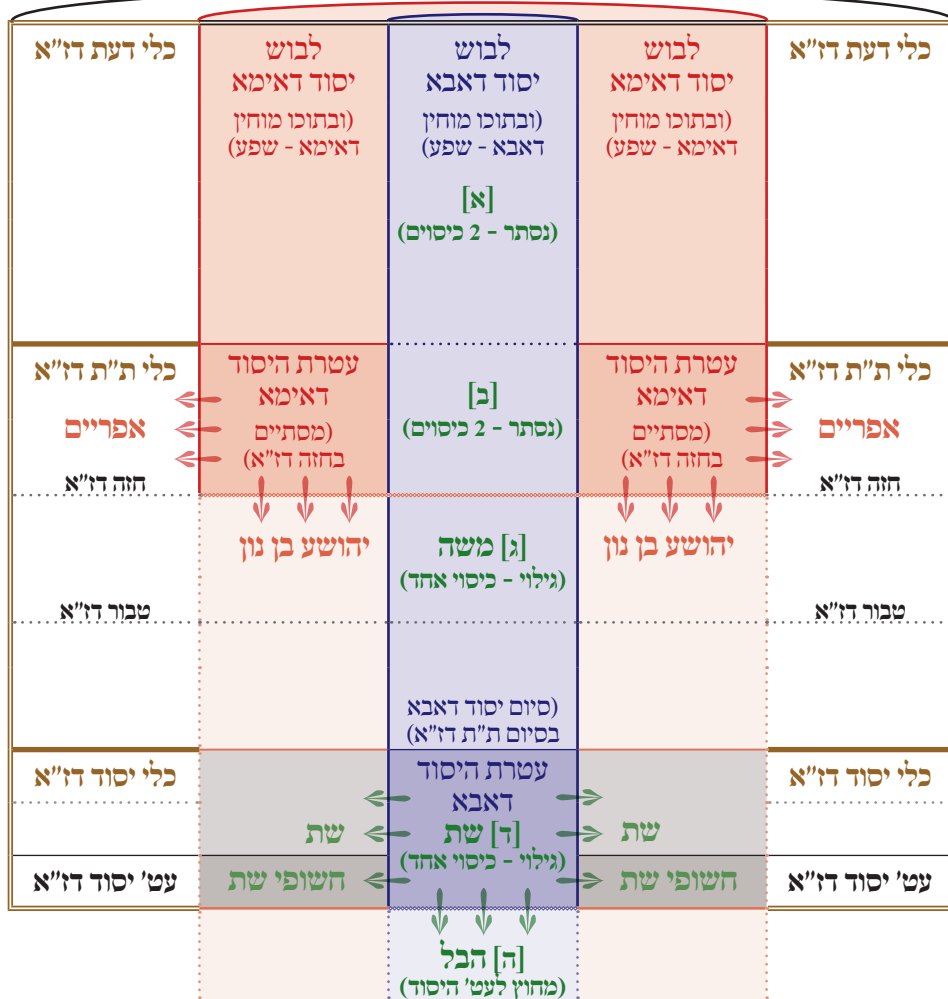 כלי דעת דז״א
לבוש
יסוד דאימא
(ובתוכו מוחין
דאימא - שפע)
לבוש
יסוד דאבא
(ובתוכו מוחין
דאבא - שפע)
[א]
(נסתר - 2 כיסוים)
לבוש
יסוד דאימא
(ובתוכו מוחין
דאימא - שפע)
כלי דעת דז״א
כלי ת״ת דז״א
אפריים
חזה דז״א
טבור דז״א
עטרת היסוד
דאימא
(מסתיים
בחזה דז״א)
יהושע בן נון
[ב]
(נסתר - 2 כיסוים)
[ג] משה
(גילוי - כיסוי אחד)
(סיום יסוד דאבא
בסיום ת״ת דז״א)
עטרת היסוד
דאימא
(מסתיים
בחזה דז״א)
יהושע בן נון
כלי ת״ת דז״א
אפריים
חזה דז״א
טבור דז״א
כלי יסוד דז״א
עט׳ יסוד דז״א
שת
חשופי שת
עטרת היסוד
דאבא
[ד] שת
(גילוי - כיסוי אחד)
שת
חשופי שת
כלי יסוד דז״א
עט׳ יסוד דז״א
[ה] הבל
(מחוץ לעט׳ היסוד)